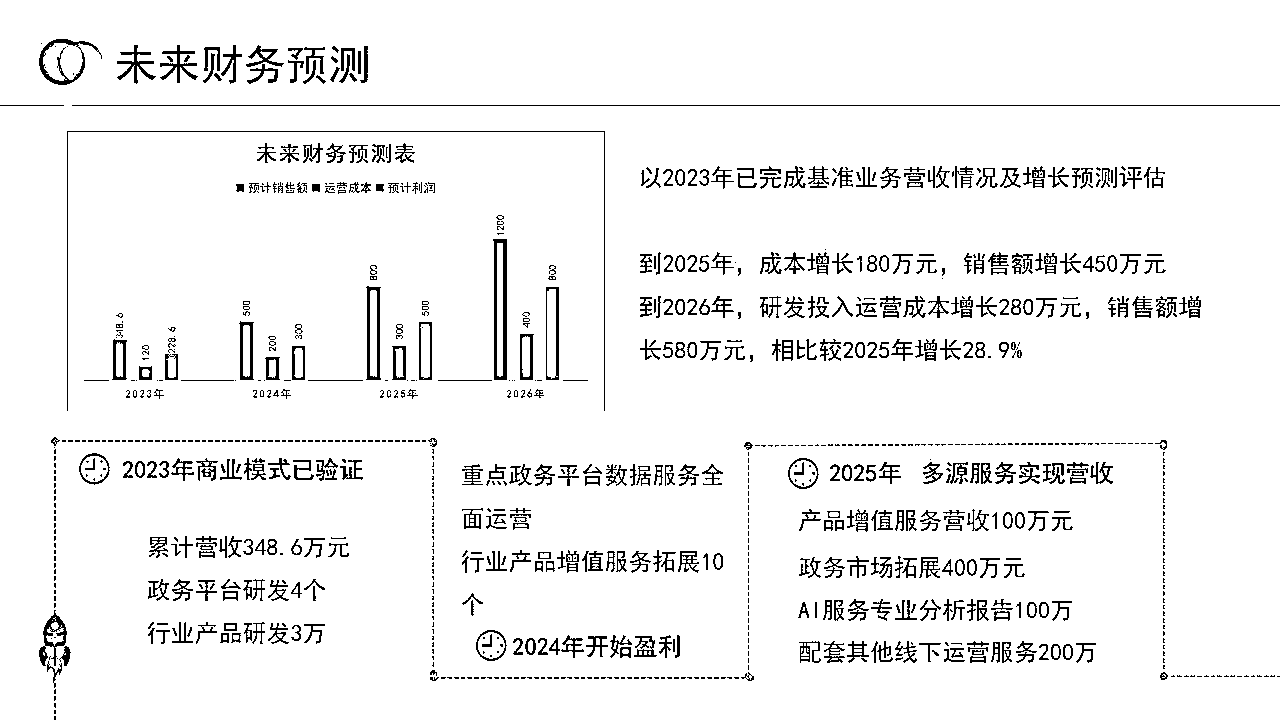 未来财务预测
未来财务预测表
预计销售额 运营成本 预计利润
348.6 120 228.6 500 200 300 800 300 500 1200 400 800
2023年 2024年 2025年 2026年
以2023年已完成基准业务营收情况及增长预测评估
到2025年，成本增长180万元，销售额增长450万元
到2026年，研发投入运营成本增长280万元，销售额增
长580万元，相比较2025年增长28.9%
2023年商业模式已验证
累计营收348.6万元
政务平台研发4个
行业产品研发3万
重点政务平台数据服务全
面运营
行业产品增值服务拓展10
个
2024年开始盈利
2025年 多源服务实现营收
产品增值服务营收100万元
政务市场拓展400万元
AI服务专业分析报告100万
配套其他线下运营服务200万